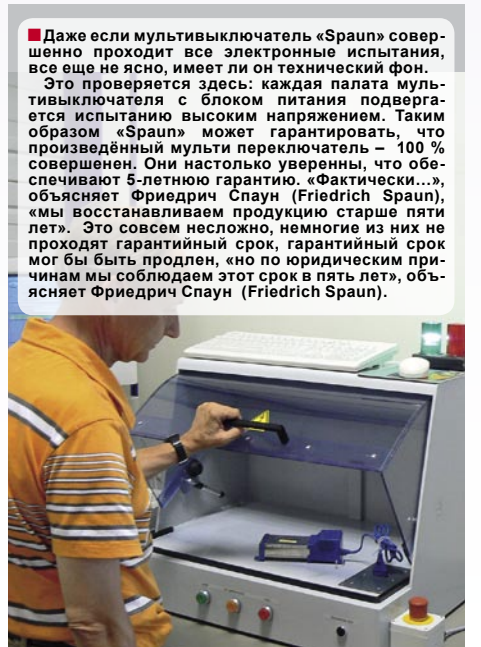 Даже если мультивыключатель «Spaun» совер-
шенно проходит все электронные испытания,
все еще не ясно, имеет ли он технический фон.
Это проверяется здесь: каждая палата муль-
тивыключателя с блоком питания подверга-
ется испытанию высоким напряжением. Таким
образом «Spaun» может гарантировать, что
произведённый мульти переключатель – 100 %
совершенен. Они настолько уверенны, что обе-
спечивают 5-летнюю гарантию. «Фактически...»,
объясняет Фриедрич Спаун (Friedrich Spaun),
«мы восстанавливаем продукцию старше пяти
лет». Это совсем несложно, немногие из них не
проходят гарантийный срок, гарантийный срок
мог бы быть продлен, «но по юридическим при-
чинам мы соблюдаем этот срок в пять лет», объ-
ясняет Фриедрич Спаун (Friedrich Spaun).